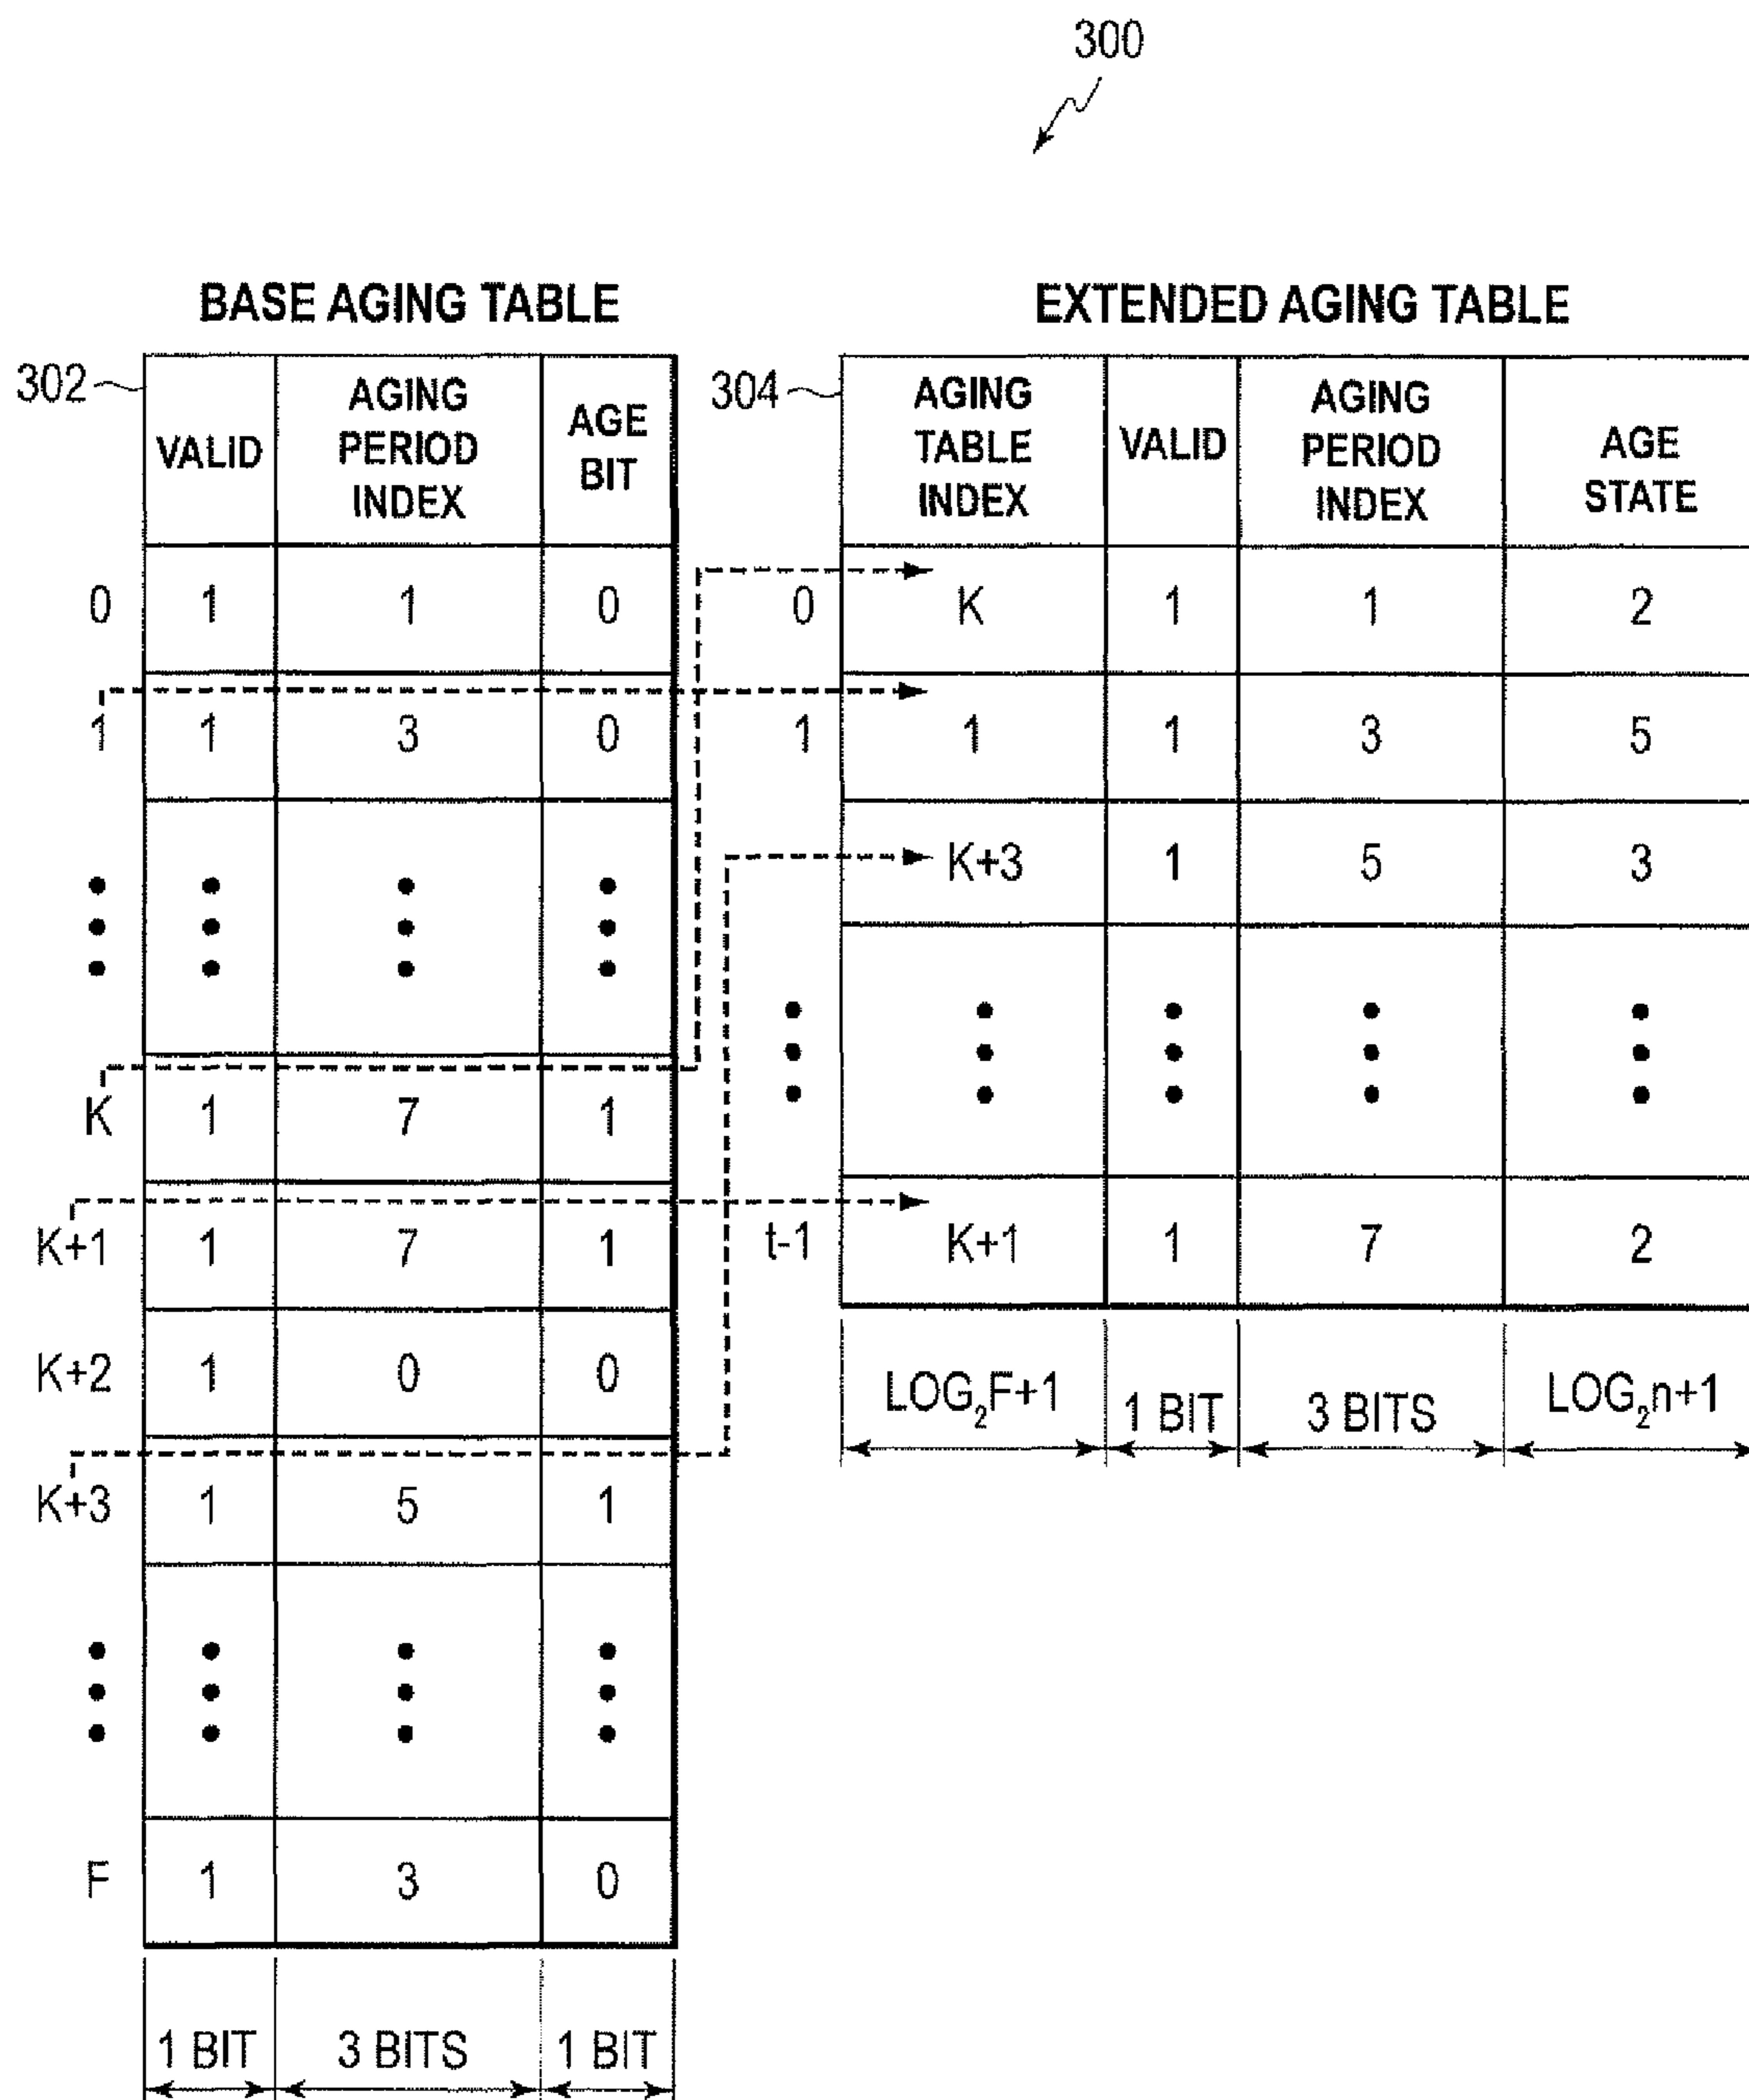 300
BASE AGING TABLE
302
VALID
AGING
PERIOD
INDEX
AGE
BIT
0 1 1 0
1 1 3 0
K 1 7 1
K+1 1 7 1
K+2 1 0 0
K+3 1 5 1
F 1 3 0
1 BIT 3 BITS 1 BIT
EXTENDED AGING TABLE
304
AGING
TABLE
INDEX
VALID
AGING
PERIOD
INDEX
AGE
STATE
0 K 1 1 2
1 1 1 3 5
K+3 1 5 3
t-1 K+1 1 7 2
LOG₂F+1 1 BIT 3 BITS LOG₂n+1